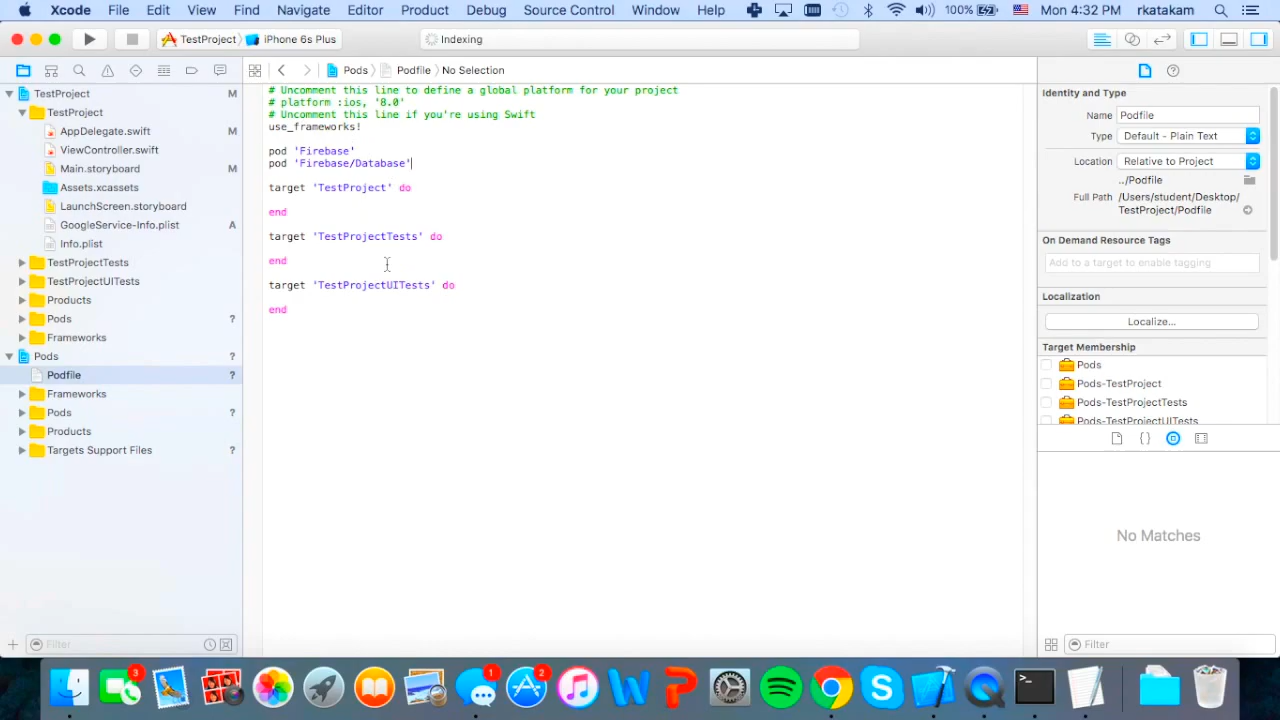 Xcode File Edit View Find Navigate Editor Product Debug Source Control Window Help 100% Mon 4:32 PM rkatakam
TestProject iPhone 6s Plus Indexing
Pods Podfile No Selection
TestProject M
TestProject
AppDelegate.swift M
ViewController.swift
Main.storyboard M
Assets.xcassets
LaunchScreen.storyboard
GoogleService-Info.plist A
Info.plist
TestProjectTests
TestProjectUITests
Products
Pods ?
Frameworks
Pods ?
Podfile ?
Frameworks
Pods ?
Products
Targets Support Files ?
Filter
# Uncomment this line to define a global platform for your project
# platform :ios, '8.0'
# Uncomment this line if you're using Swift
use_frameworks!
pod 'Firebase'
pod 'Firebase/Database'
target 'TestProject' do
end
target 'TestProjectTests' do
end
target 'TestProjectUITests' do
end
Identity and Type
Name Podfile
Type Default - Plain Text
Location Relative to Project
../Podfile
Full Path /Users/student/Desktop/
TestProject/Podfile
On Demand Resource Tags
Add to a target to enable tagging
Localization
Localize...
Target Membership
Pods
Pods-TestProject
Pods-TestProjectTests
Pods-TestProjectUITests
{ }
No Matches
Filter
3
1
2